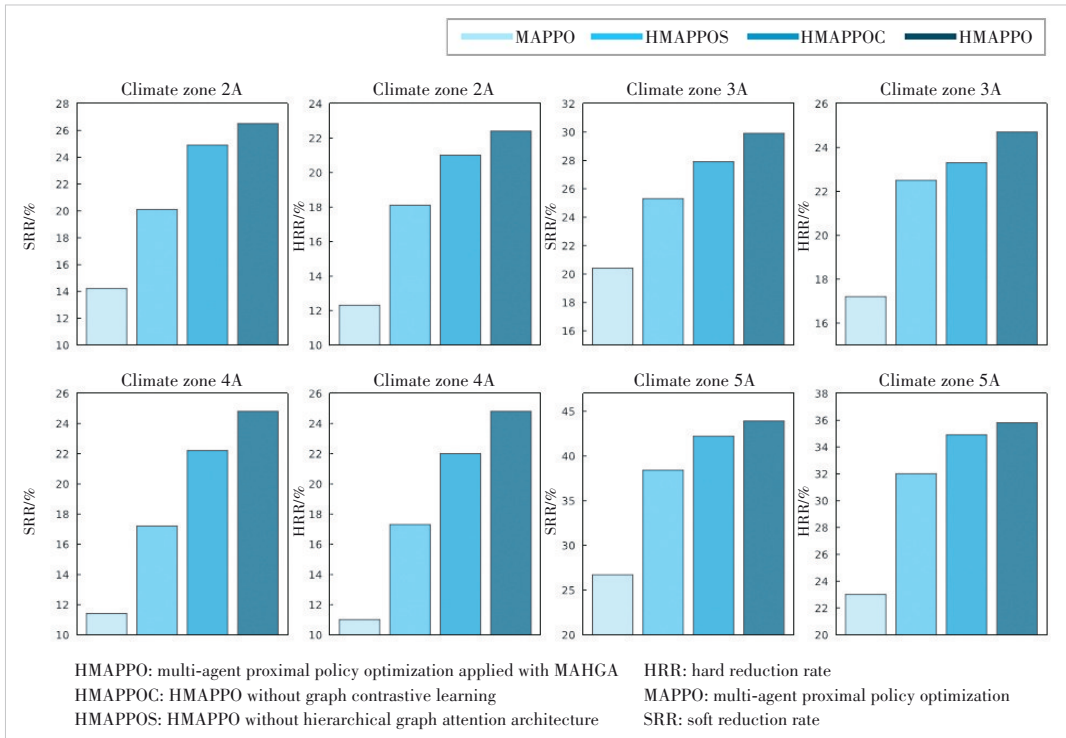 MAPPO HMAPPOS HMAPPOC HMAPPO
Climate zone 2A
SRR/%
28
26
24
22
20
18
16
14
12
10
Climate zone 2A
HRR/%
24
22
20
18
16
14
12
10
Climate zone 3A
SRR/%
32
30
28
26
24
22
20
18
16
Climate zone 3A
HRR/%
26
24
22
20
18
16
Climate zone 4A
SRR/%
26
24
22
20
18
16
14
12
10
Climate zone 4A
HRR/%
26
24
22
20
18
16
14
12
10
Climate zone 5A
SRR/%
45
40
35
30
25
20
Climate zone 5A
HRR/%
38
36
34
32
30
28
26
24
22
20
HMAPPO: multi-agent proximal policy optimization applied with MAHGA
HMAPPOC: HMAPPO without graph contrastive learning
HMAPPOS: HMAPPO without hierarchical graph attention architecture
HRR: hard reduction rate
MAPPO: multi-agent proximal policy optimization
SRR: soft reduction rate